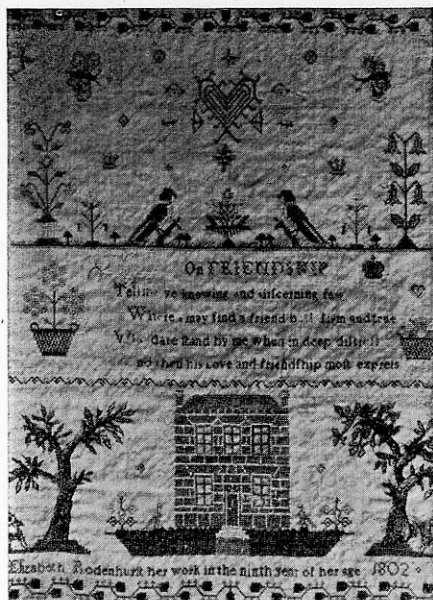 On FRIENDSHIP
Tell me ye knowing and discerning few
Where I may find a friend both firm and true
Who dare stand by me when in deep distress
And then his Love and friendship most express
Elizabeth Rodenhurst her work in the ninth year of her age 1802